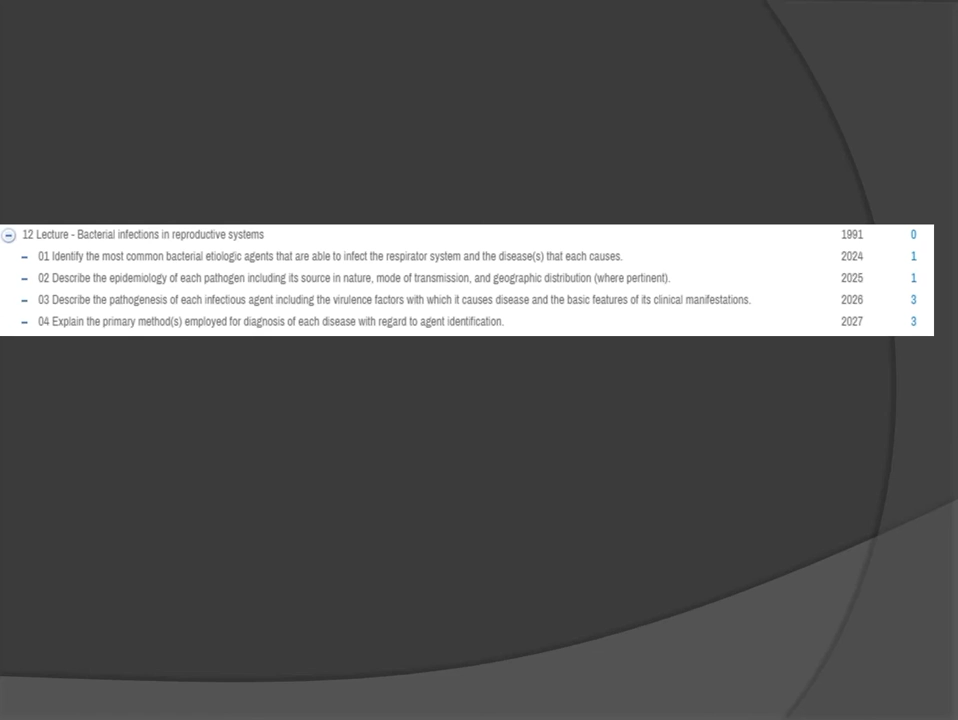 12 Lecture - Bacterial infections in reproductive systems 1991 0
01 Identify the most common bacterial etiologic agents that are able to infect the respirator system and the disease(s) that each causes. 2024 1
02 Describe the epidemiology of each pathogen including its source in nature, mode of transmission, and geographic distribution (where pertinent). 2025 1
03 Describe the pathogenesis of each infectious agent including the virulence factors with which it causes disease and the basic features of its clinical manifestations. 2026 3
04 Explain the primary method(s) employed for diagnosis of each disease with regard to agent identification. 2027 3